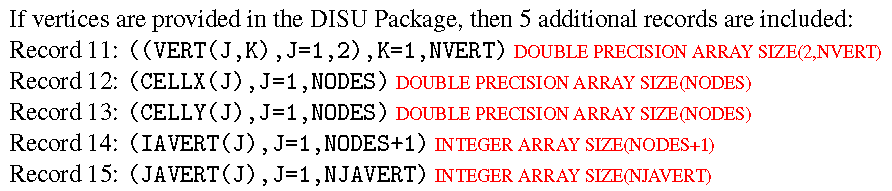 If vertices are provided in the DISU Package, then 5 additional records are included:
Record 11: ((VERT(J,K),J=1,2),K=1,NVERT) DOUBLE PRECISION ARRAY SIZE(2,NVERT)
Record 12: (CELLX(J),J=1,NODES) DOUBLE PRECISION ARRAY SIZE(NODES)
Record 13: (CELLY(J),J=1,NODES) DOUBLE PRECISION ARRAY SIZE(NODES)
Record 14: (IAVERT(J),J=1,NODES+1) INTEGER ARRAY SIZE(NODES+1)
Record 15: (JAVERT(J),J=1,NJAVERT) INTEGER ARRAY SIZE(NJAVERT)